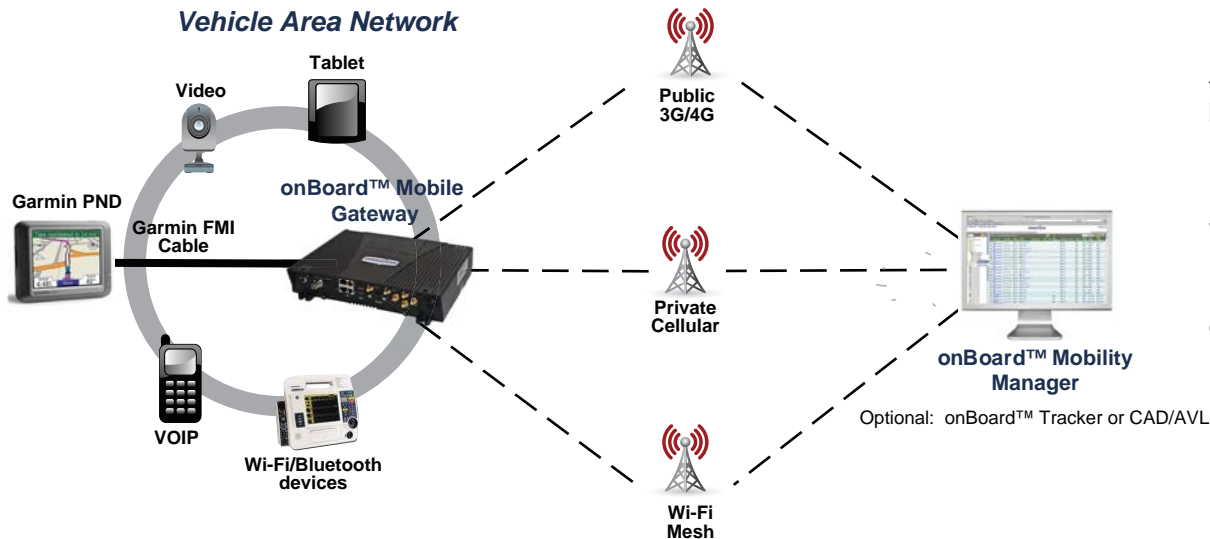 Vehicle Area Network
Tablet
Video
Public
3G/4G
onBoard™ Mobile
Gateway
Garmin PND
Garmin FMI
Cable
Private
Cellular
onBoard™ Mobility
Manager
Optional: onBoard™ Tracker or CAD/AVL
VOIP
Wi-Fi/Bluetooth
devices
Wi-Fi
Mesh